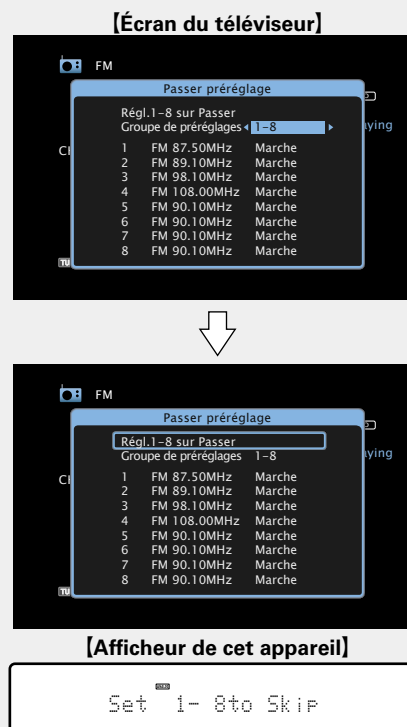 【Écran du téléviseur】
FM
Passer préréglage
Régl.1-8 sur Passer
Groupe de préréglages 1-8
aying
CH
1 FM 87.50MHz Marche
2 FM 89.10MHz Marche
3 FM 98.10MHz Marche
4 FM 108.00MHz Marche
5 FM 90.10MHz Marche
6 FM 90.10MHz Marche
7 FM 90.10MHz Marche
8 FM 90.10MHz Marche
TU
FM
Passer préréglage
Régl.1-8 sur Passer
Groupe de préréglages 1-8
aying
CH
1 FM 87.50MHz Marche
2 FM 89.10MHz Marche
3 FM 98.10MHz Marche
4 FM 108.00MHz Marche
5 FM 90.10MHz Marche
6 FM 90.10MHz Marche
7 FM 90.10MHz Marche
8 FM 90.10MHz Marche
TU
【Afficheur de cet appareil】
Set 1- 8to Skip